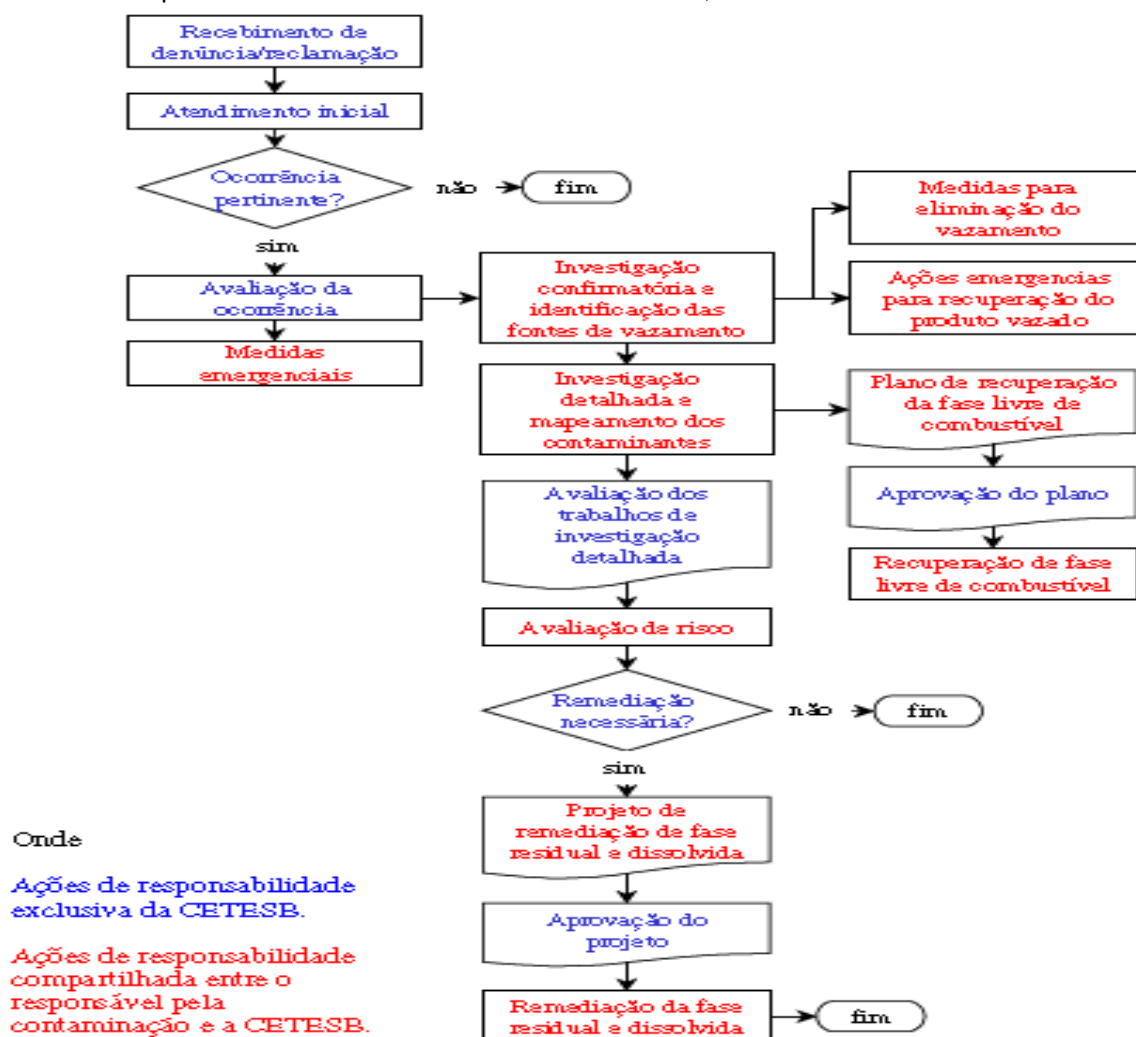 Recebimento de
denúncia/reclamação
Atendimento inicial
Ocorrência
pertinente?
não
fim
sim
Avaliação da
ocorrência
Medidas
emergenciais
Investigação
confirmatória e
identificação das
fontes de vazamento
Medidas para
eliminação do
vazamento
Ações emergencias
para recuperação do
produto vazado
Investigação
detalhada e
mapeamento dos
contaminantes
Plano de recuperação
da fase livre de
combustível
Aprovação do plano
Recuperação de fase
livre de combustível
Avaliação dos
trabalhos de
investigação
detalhada
Avaliação de risco
Remediação
necessária?
não
fim
sim
Projeto de
remediação de fase
residual e dissolvida
Aprovação do
projeto
Remediação da fase
residual e dissolvida
fim
Onde
Ações de responsabilidade
exclusiva da CETESB.
Ações de responsabilidade
compartilhada entre o
responsável pela
contaminação e a CETESB.